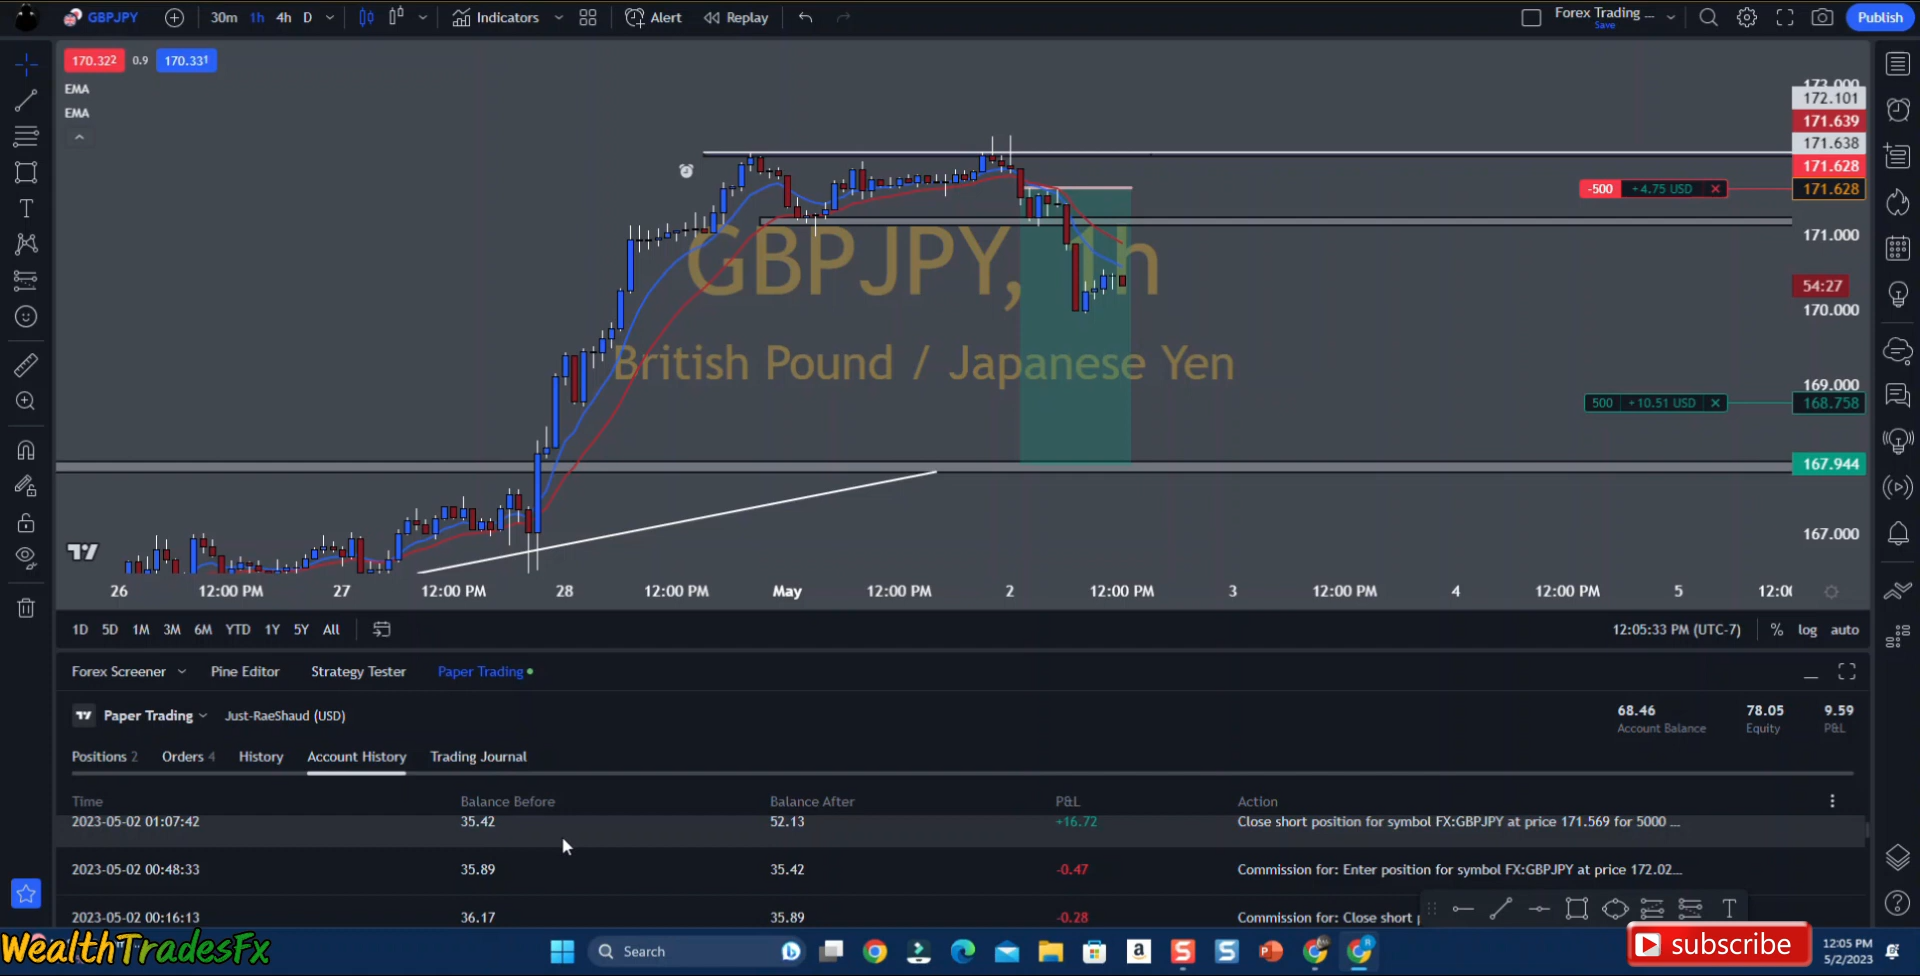 GBPJPY 30m 1h 4h D Indicators Alert Replay Forex Trading ... Publish
Save
170.322 0.9 170.331
EMA
EMA
172.101
171.639
171.638
171.628
-500 +4.75 USD 171.628
171.000
GBPJPY, 1h
54:27
170.000
British Pound / Japanese Yen
169.000
500 +10.51 USD 168.758
167.944
167.000
26 12:00 PM 27 12:00 PM 28 12:00 PM May 12:00 PM 2 12:00 PM 3 12:00 PM 4 12:00 PM 5
1D 5D 1M 3M 6M YTD 1Y 5Y All 12:05:33 PM (UTC-7) % log auto
Forex Screener Pine Editor Strategy Tester Paper Trading
Paper Trading Just-RaeShaud (USD) 68.46 78.05 9.59
Account Balance Equity P&L
Positions 2 Orders 4 History Account History Trading Journal
Time Balance Before Balance After P&L Action
2023-05-02 01:07:42 35.42 52.13 +16.72 Close short position for symbol FX:GBPJPY at price 171.569 for 5000 ...
2023-05-02 00:48:33 35.89 35.42 -0.47 Commission for: Enter position for symbol FX:GBPJPY at price 172.02...
2023-05-02 00:16:13 36.17 35.89 -0.28 Commission for: Close short
WealthTradesFx Search subscribe 12:05 PM
5/2/2023